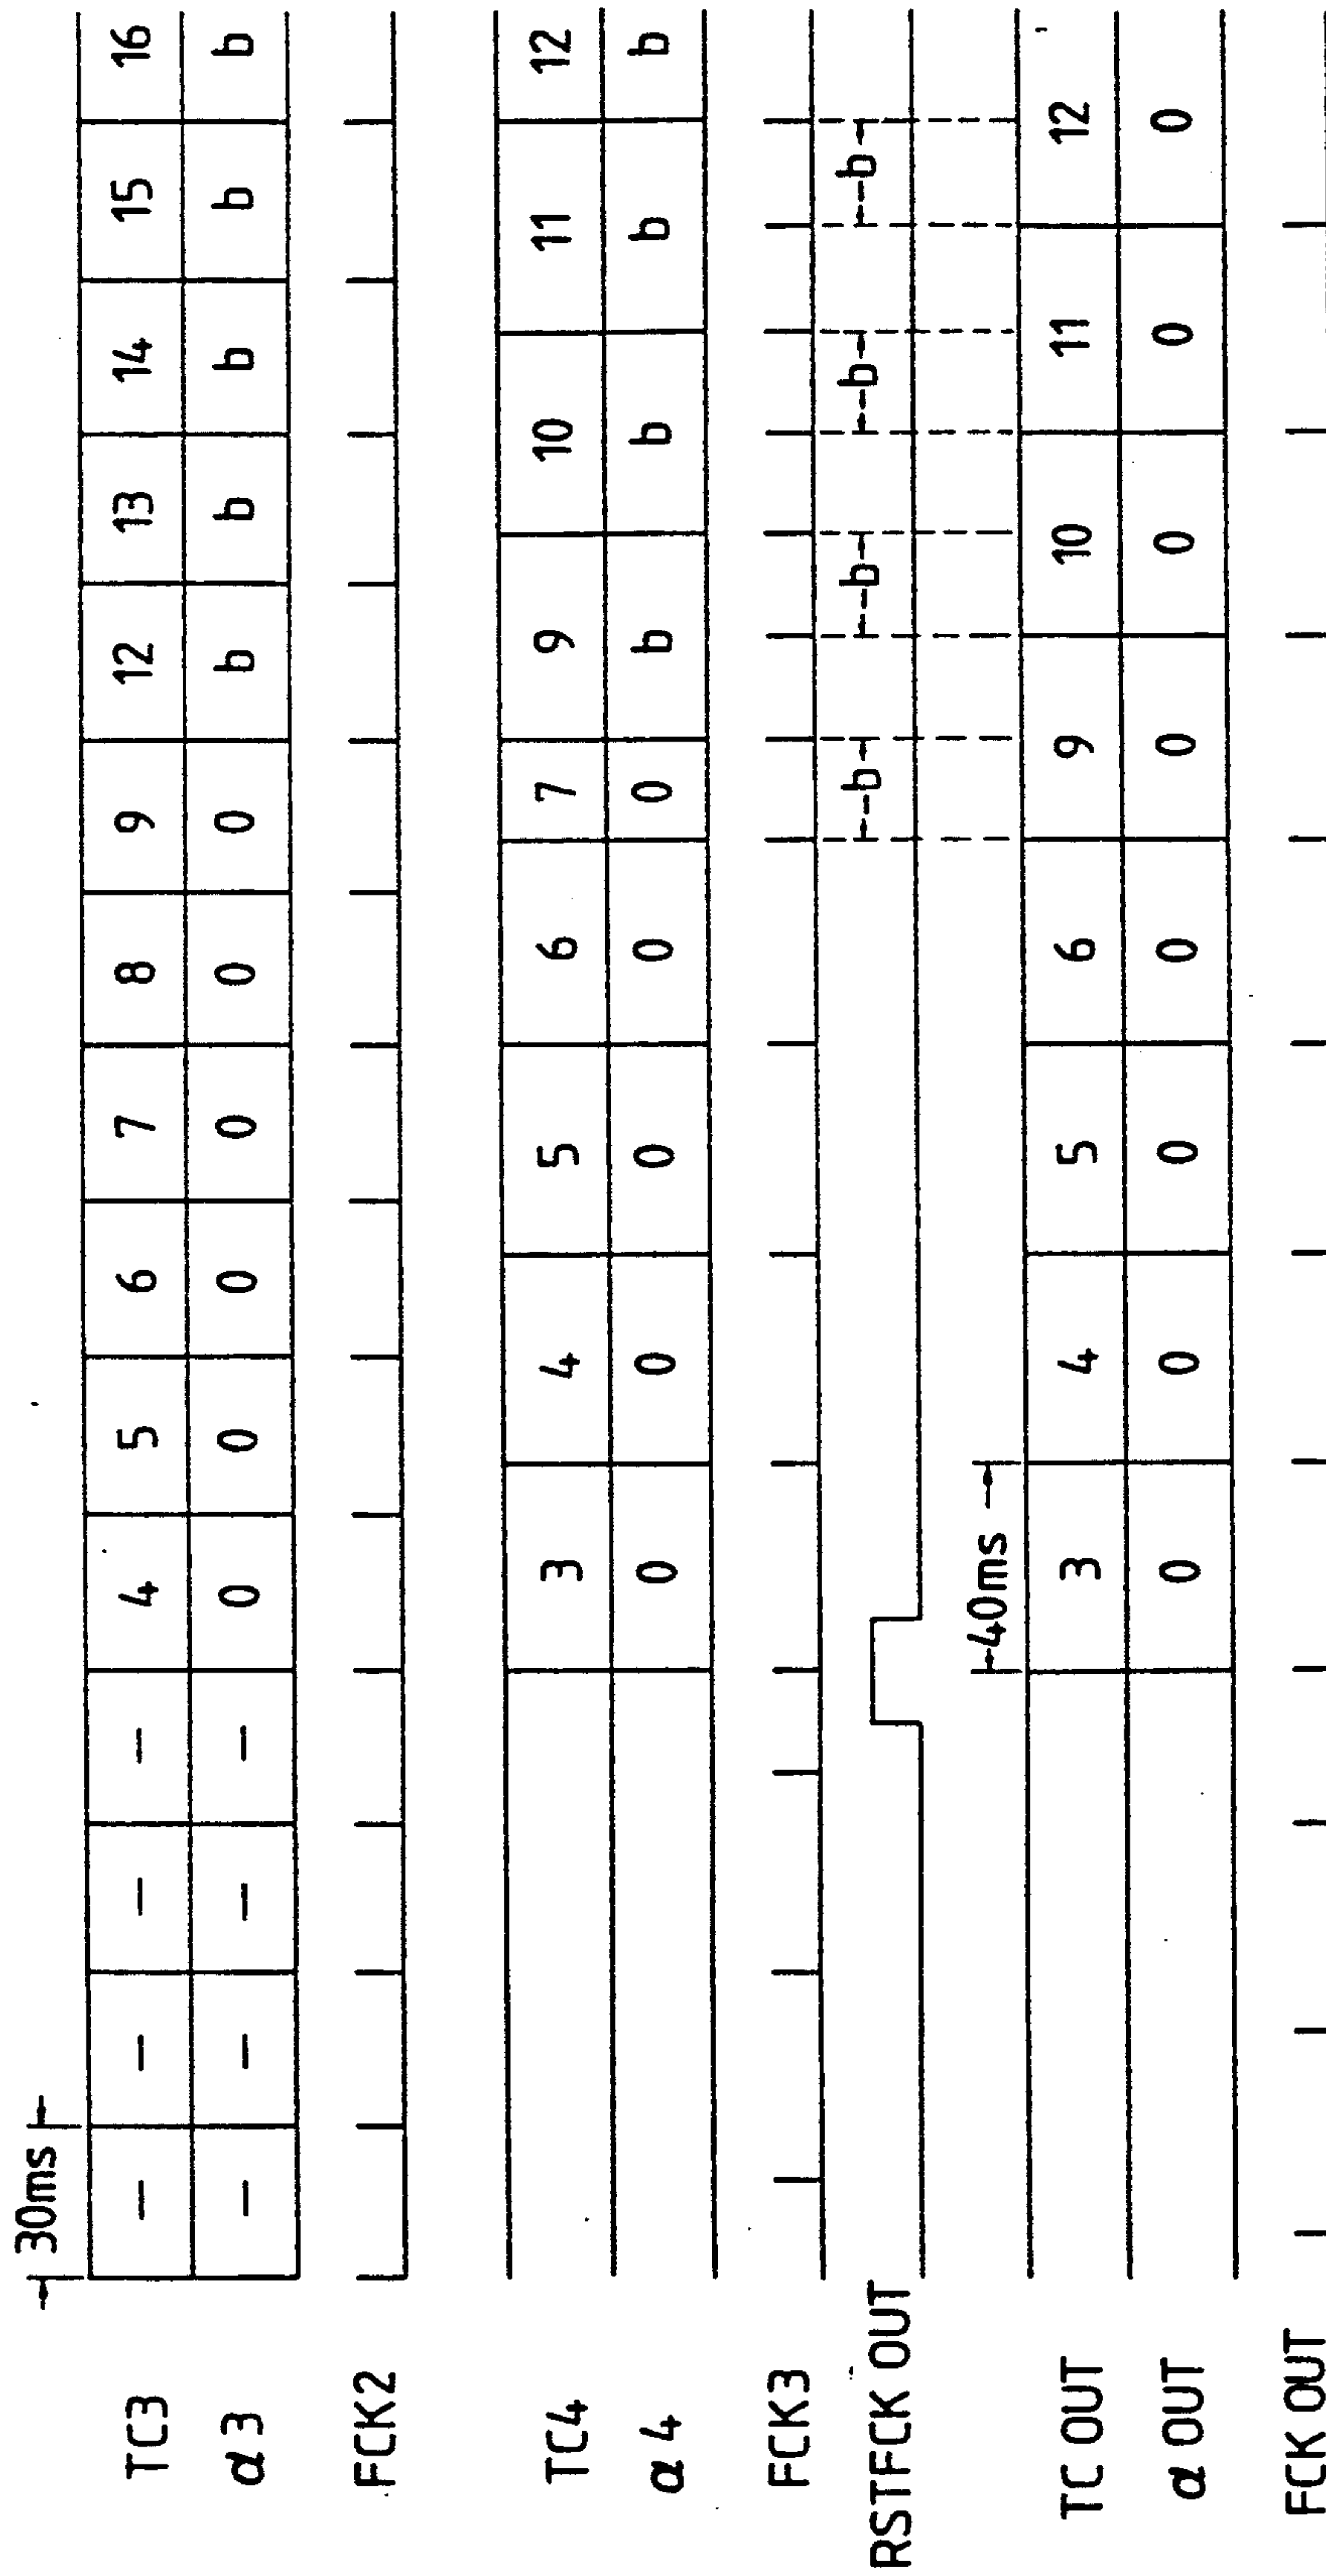 30ms
TC3 – – – – 4 5 6 7 8 9 12 13 14 15 16
α3 – – – – 0 0 0 0 0 0 b b b b b
FCK2
TC4 3 4 5 6 7 9 10 11 12
α4 0 0 0 0 0 b b b b
FCK3
RSTFCK OUT b b b b
40ms
TC OUT 3 4 5 6 9 10 11 12
α OUT 0 0 0 0 0 0 0 0
FCK OUT